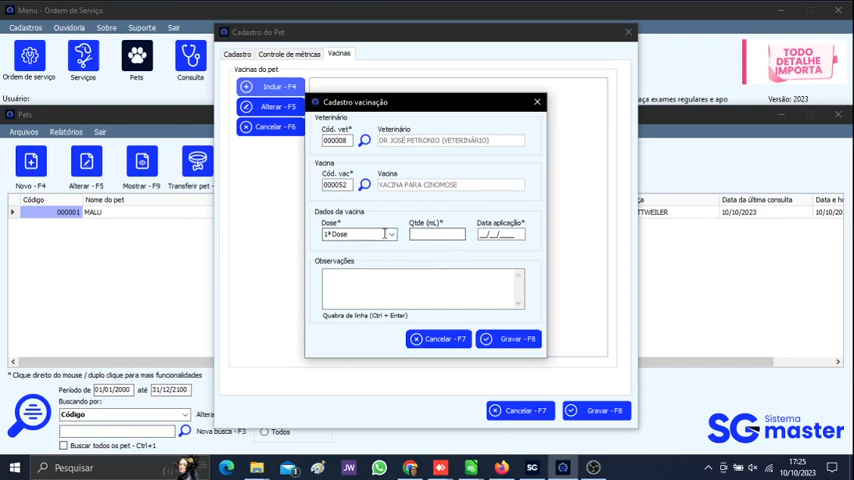 Menu - Ordem de Serviço
Cadastros Ouvidoria Sobre Suporte Sair
Ordem de serviço Serviços Pets Consulta
TODO
DETALHE
IMPORTA
Usuário:
aça exames regulares e apo
Versão: 2023
Pets
Arquivos Relatórios Sair
Novo - F4 Alterar - F5 Mostrar - F9 Transferir pet -
Código Nome do pet
000001 MALU
TTWEILER
Data da última consulta Data e h
10/10/2023 10/10/2023
Cadastro do Pet
Cadastro Controle de métricas Vacinas
Vacinas do pet
Incluir - F4
Alterar - F5
Cancelar - F6
Cadastro vacinação
Veterinário
Cód. vet* Veterinário
000008 DR JOSÉ PETRONIO (VETERINÁRIO)
Vacina
Cód. vac* Vacina
000052 VACINA PARA CINOMOSE
Dados da vacina
Dose* Qtde (mL)* Data aplicação*
1ª Dose __/__/____
Observações
Quebra de linha (Ctrl + Enter)
Cancelar - F7 Gravar - F8
Cancelar - F7 Gravar - F8
* Clique direito do mouse / duplo clique para mais funcionalidades
Período de 01/01/2000 até 31/12/2100
Buscando por:
Código
Altera
Nova busca - F3
Todos
Buscar todos os pet - Ctrl+1
SG Sistema
master
Pesquisar
JW
SG
17:25
10/10/2023